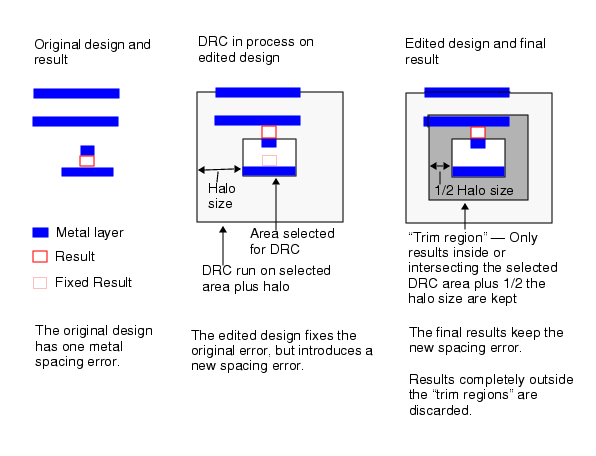 Original design and
result
DRC in process on
edited design
Edited design and final
result
Halo
size
1/2 Halo size
Metal layer
Result
Fixed Result
Area selected
for DRC
DRC run on selected
area plus halo
“Trim region” — Only
results inside or
intersecting the selected
DRC area plus 1/2 the
halo size are kept
The original design
has one metal
spacing error.
The edited design fixes the
original error, but introduces a
new spacing error.
The final results keep the
new spacing error.
Results completely outside
the “trim regions” are
discarded.